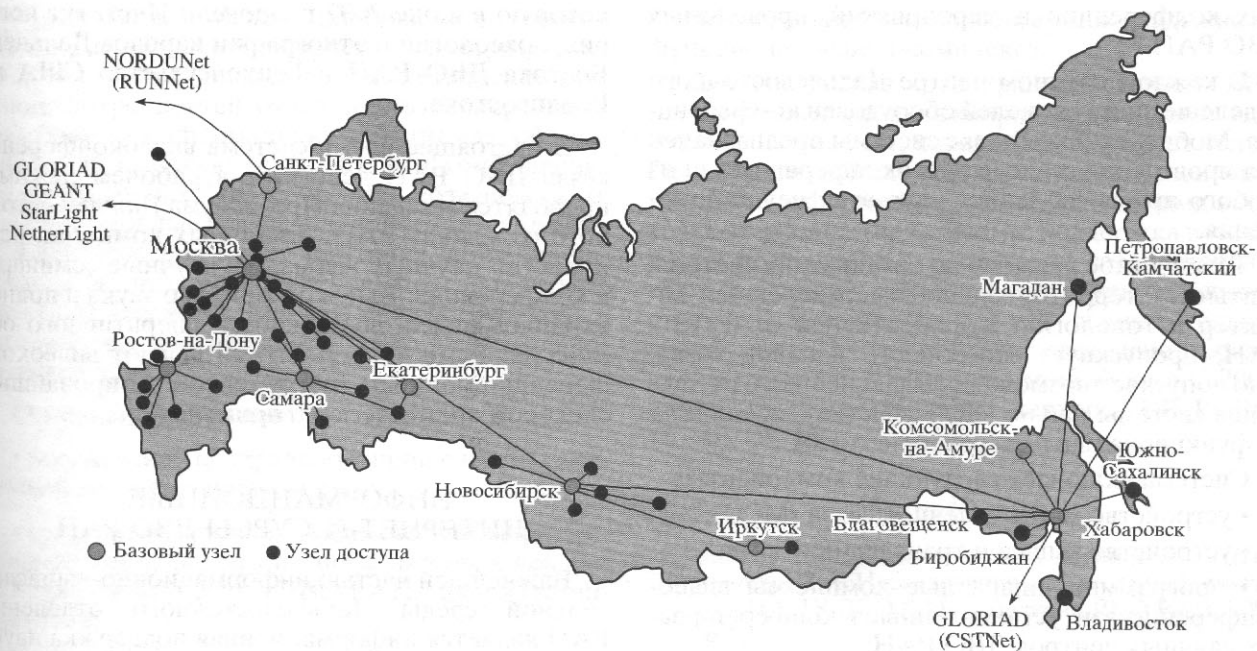 NORDUNet
(RUNNet)
Санкт-Петербург
GLORIAD
GEANT
StarLight
NetherLight
Москва
Петропавловск-
Камчатский
Магадан
Ростов-на-Дону
Екатеринбург
Самара
Комсомольск-
на-Амуре
Южно-
Сахалинск
Новосибирск
Иркутск
Благовещенск
Хабаровск
Биробиджан
Базовый узел
Узел доступа
GLORIAD
(CSTNet)
Владивосток